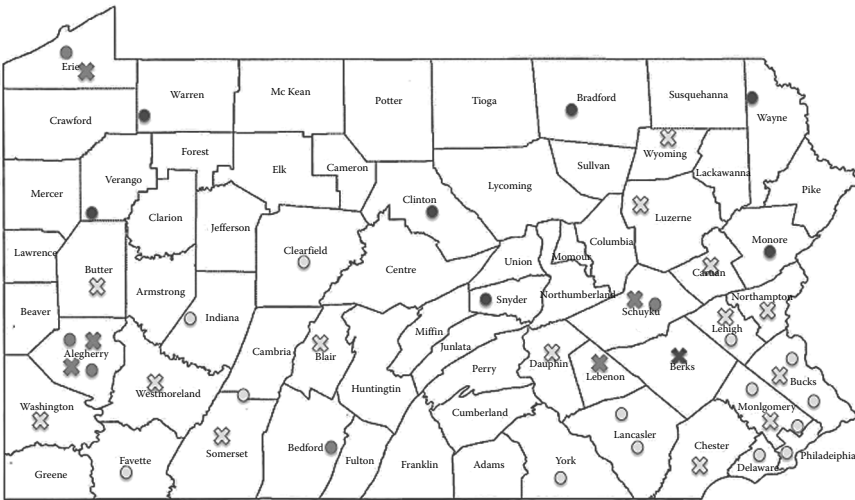 Erie
Warren
Mc Kean
Potter
Tioga
Bradford
Susquehanna
Wayne
Crawford
Forest
Elk
Cameron
Sullvan
Wyoming
Lackawanna
Pike
Mercer
Verango
Clarion
Jefferson
Clinton
Lycoming
Luzerne
Columbia
Monore
Lawrence
Butter
Clearfield
Centre
Union
Momour
Caruan
Beaver
Armstrong
Indiana
Snyder
Northumberland
Schuyku
Northampton
Lehigh
Miffin
Junlata
Alegherry
Cambria
Blair
Huntingtin
Perry
Dauphin
Lebenon
Berks
Bucks
Westmoreland
Washington
Cumberland
Monlgomery
Somerset
Bedford
Lancasler
Chester
Greene
Fayette
Fulton
Franklin
Adams
York
Delaware
Philadeiphia